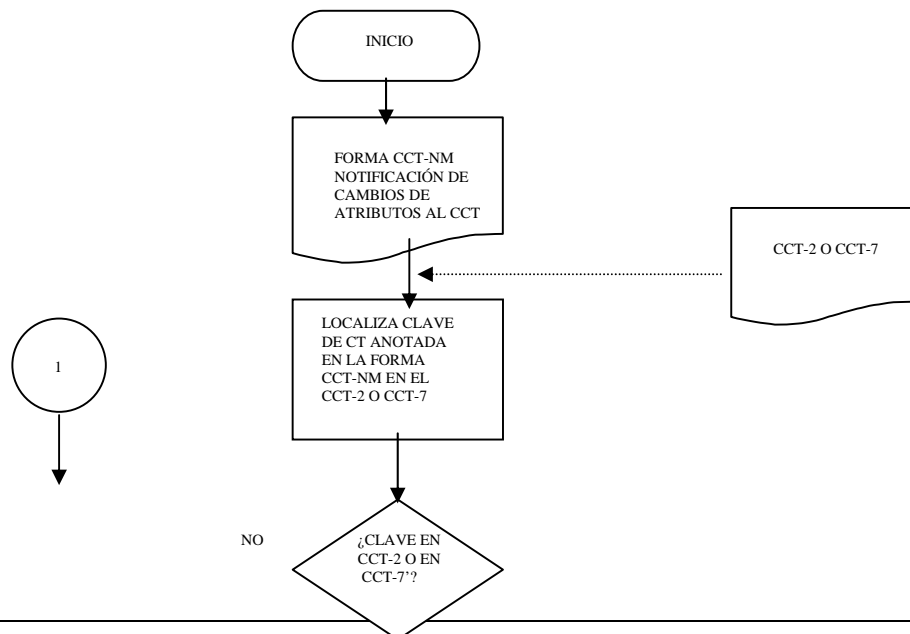 INICIO
FORMA CCT-NM
NOTIFICACIÓN DE
CAMBIOS DE
ATRIBUTOS AL CCT
CCT-2 O CCT-7
LOCALIZA CLAVE
DE CT ANOTADA
EN LA FORMA
CCT-NM EN EL
CCT-2 O CCT-7
1
NO
¿CLAVE EN
CCT-2 O EN
CCT-7’?